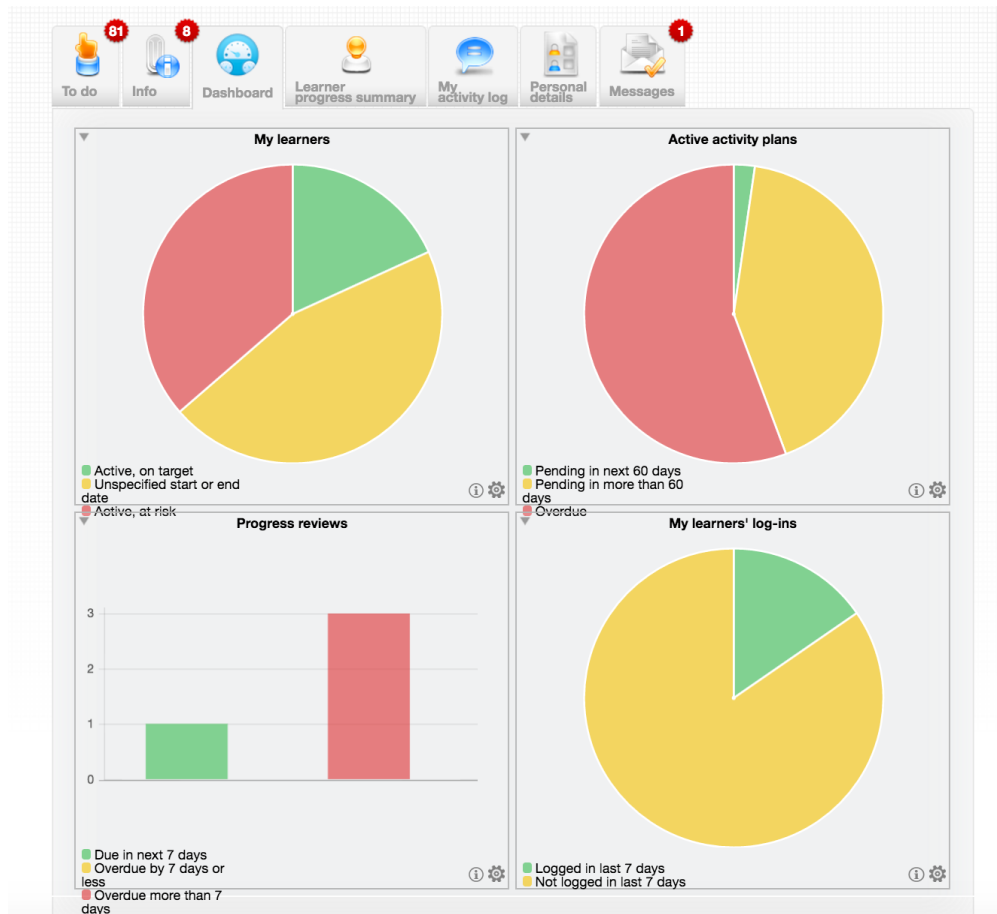 81
8
1
To do
Info
Dashboard
Learner
progress summary
My
activity log
Personal
details
Messages
My learners
Active, on target
Unspecified start or end
date
Active, at risk
Active activity plans
Pending in next 60 days
Pending in more than 60
days
Overdue
Progress reviews
3
2
1
0
Due in next 7 days
Overdue by 7 days or
less
Overdue more than 7
days
My learners' log-ins
Logged in last 7 days
Not logged in last 7 days